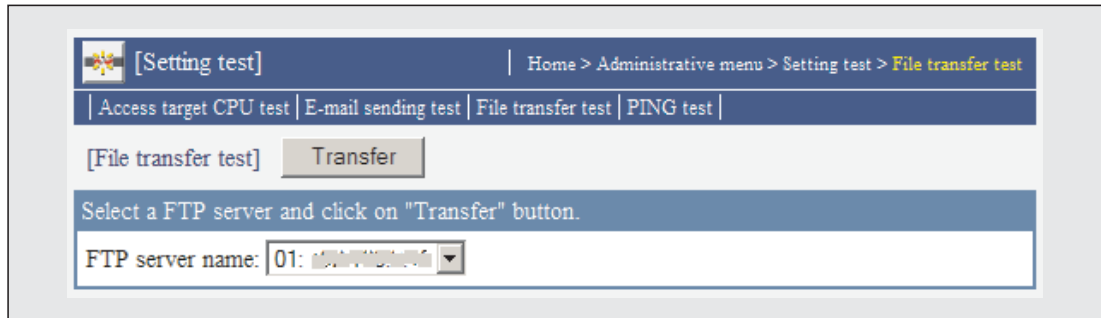 [Setting test] Home > Administrative menu > Setting test > File transfer test
Access target CPU test | E-mail sending test | File transfer test | PING test
[File transfer test] Transfer
Select a FTP server and click on "Transfer" button.
FTP server name: 01: